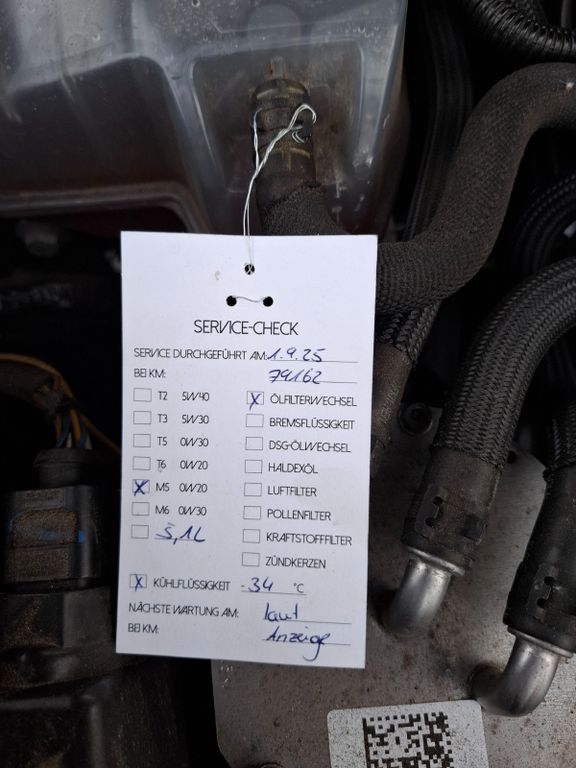 SERVICE-CHECK
SERVICE DURCHGEFÜHRT AM: 1.9.25
BEI KM: 79162
T2 5W40
T3 5W30
T5 0W30
T6 0W20
X M5 0W20
M6 0W30
5,1L
X ÖLFILTERWECHSEL
BREMSFLÜSSIGKEIT
DSG-ÖLWECHSEL
HALDEXÖL
LUFTFILTER
POLLENFILTER
KRAFTSTOFFFILTER
ZÜNDKERZEN
X KÜHLFLÜSSIGKEIT -34 °C
NÄCHSTE WARTUNG AM: laut
BEI KM: Anzeige